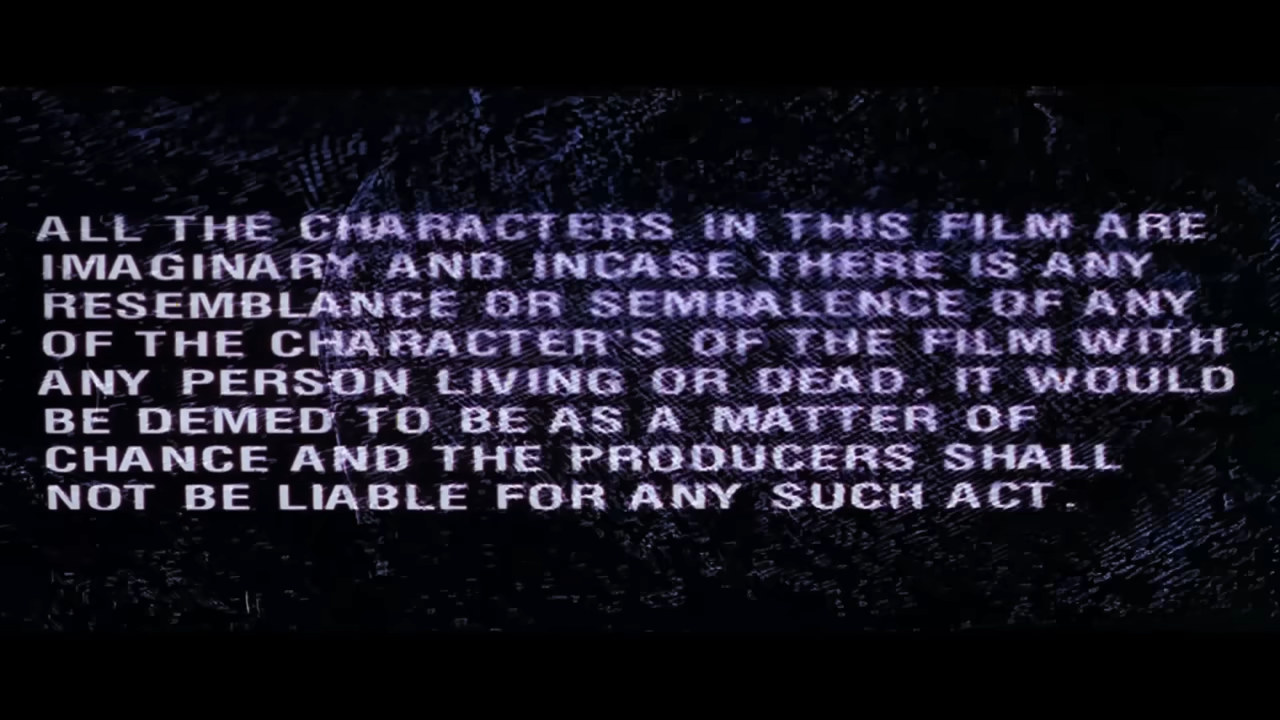 ALL THE CHARACTERS IN THIS FILM ARE
IMAGINARY AND INCASE THERE IS ANY
RESEMBLANCE OR SEMBALENCE OF ANY
OF THE CHARACTER'S OF THE FILM WITH
ANY PERSON LIVING OR DEAD. IT WOULD
BE DEMED TO BE AS A MATTER OF
CHANCE AND THE PRODUCERS SHALL
NOT BE LIABLE FOR ANY SUCH ACT.